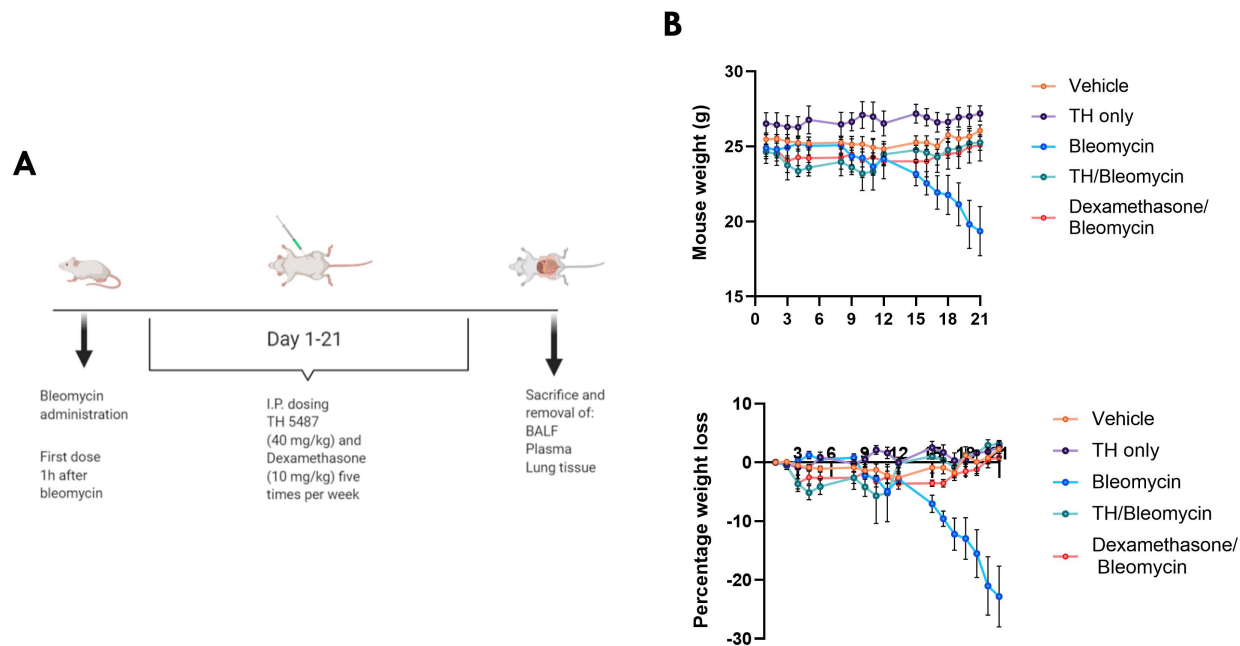 A
Day 1-21
Bleomycin
administration
First dose
1h after
bleomycin
I.P. dosing
TH 5487
(40 mg/kg) and
Dexamethasone
(10 mg/kg) five
times per week
Sacrifice and
removal of:
BALF
Plasma
Lung tissue
B
Mouse weight (g)
30
25
20
15
0 3 6 9 12 15 18 21
Vehicle
TH only
Bleomycin
TH/Bleomycin
Dexamethasone/
Bleomycin
Percentage weight loss
10
0
-10
-20
-30
3 6 9 12
Vehicle
TH only
Bleomycin
TH/Bleomycin
Dexamethasone/
Bleomycin